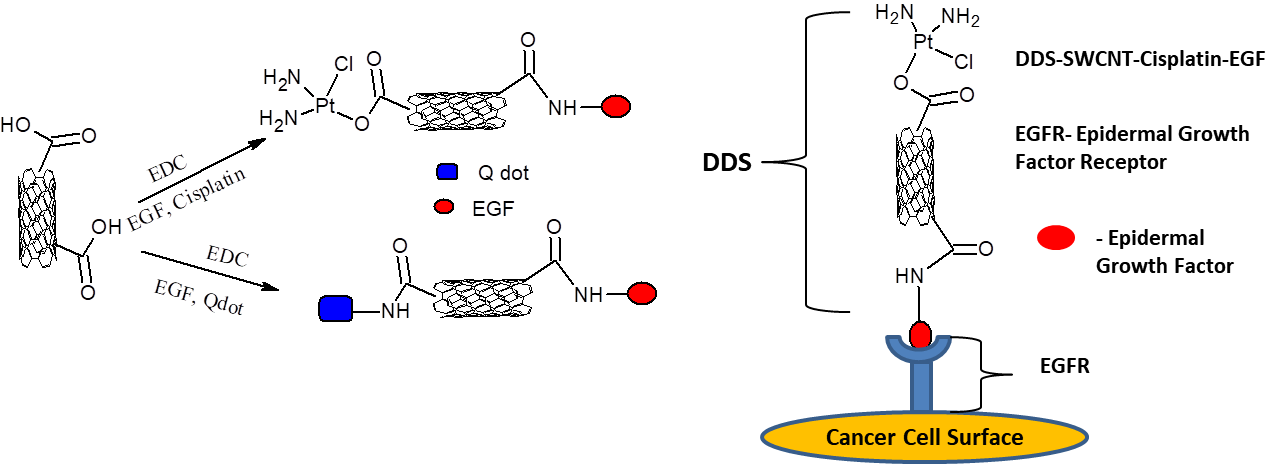 HO
O
OH
O
EDC
EGF, Cisplatin
EDC
EGF, Qdot
H2N
H2N
Pt
Cl
O
O
O
NH
Q dot
EGF
O
NH
O
NH
DDS
H2N
NH2
Pt
Cl
O
O
O
HN
DDS-SWCNT-Cisplatin-EGF
EGFR- Epidermal Growth
Factor Receptor
- Epidermal
Growth Factor
EGFR
Cancer Cell Surface